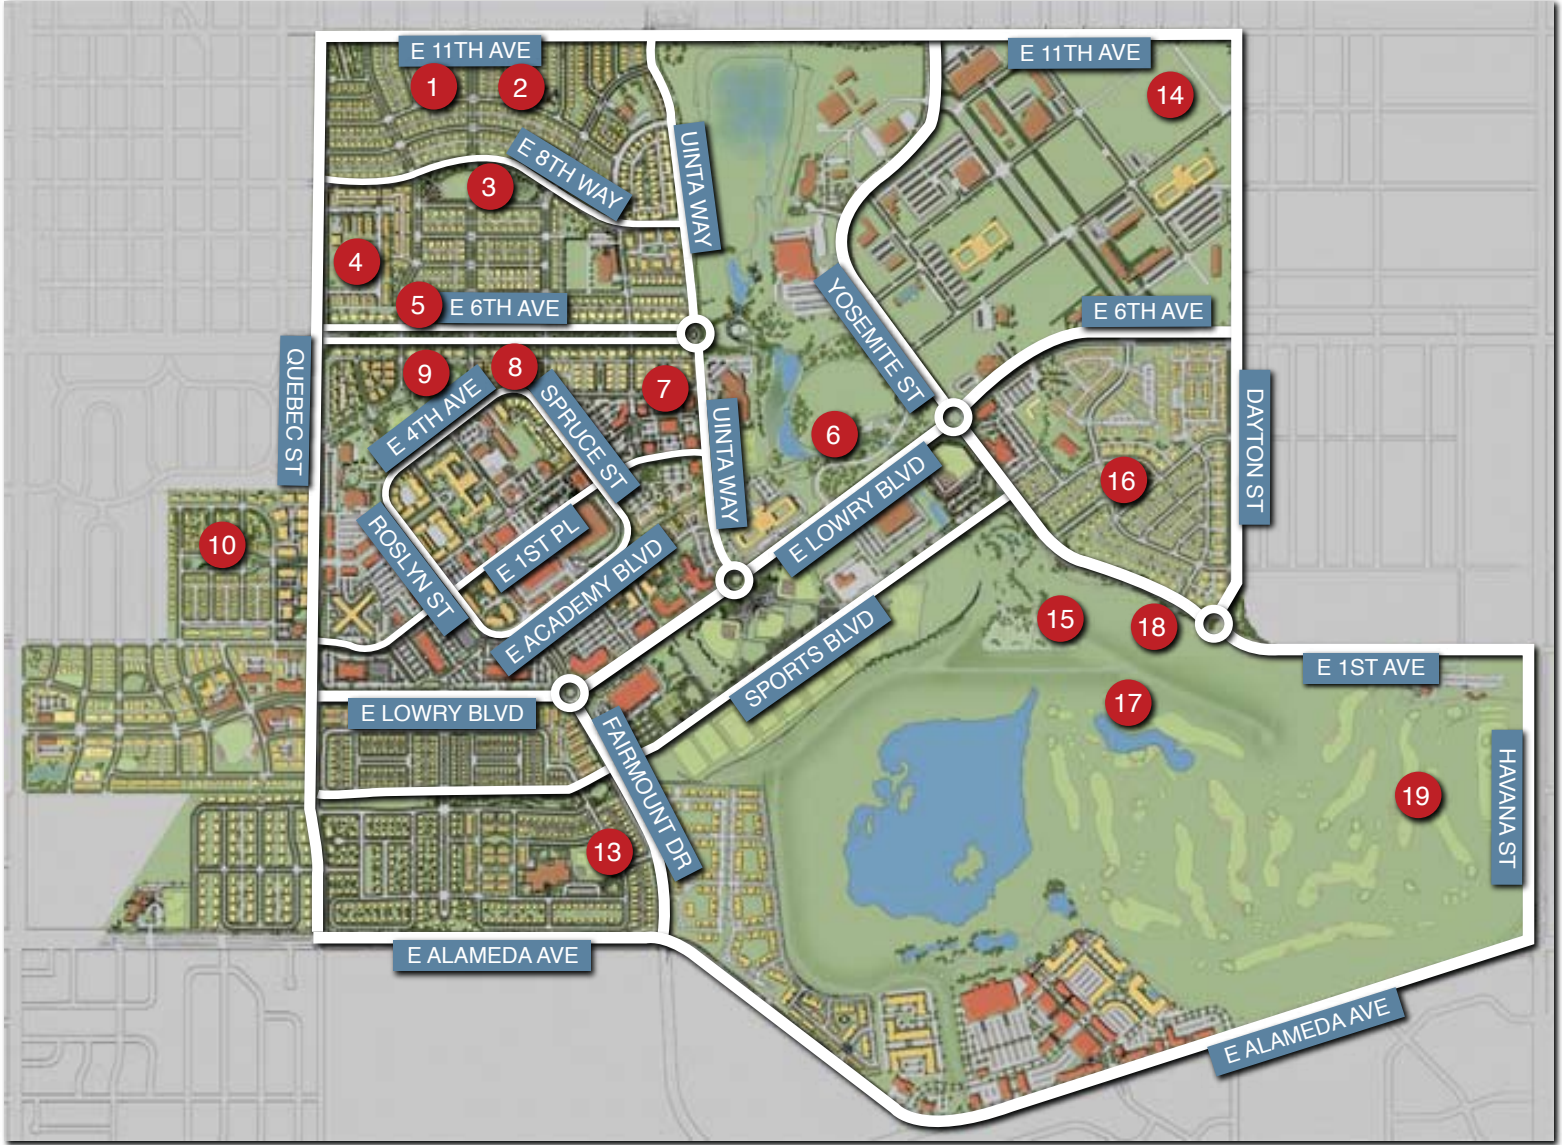 E 11TH AVE
E 11TH AVE
1
2
14
E 8TH WAY
UINTA WAY
3
4
5
E 6TH AVE
YOSEMITE ST
E 6TH AVE
QUEBEC ST
9
8
7
E 4TH AVE
SPRUCE ST
UINTA WAY
6
DAYTON ST
E LOWRY BLVD
16
10
ROSLYN ST
E 1ST PL
E ACADEMY BLVD
15
18
SPORTS BLVD
E 1ST AVE
E LOWRY BLVD
17
FAIRMOUNT DR
HAVANA ST
19
13
E ALAMEDA AVE
E ALAMEDA AVE